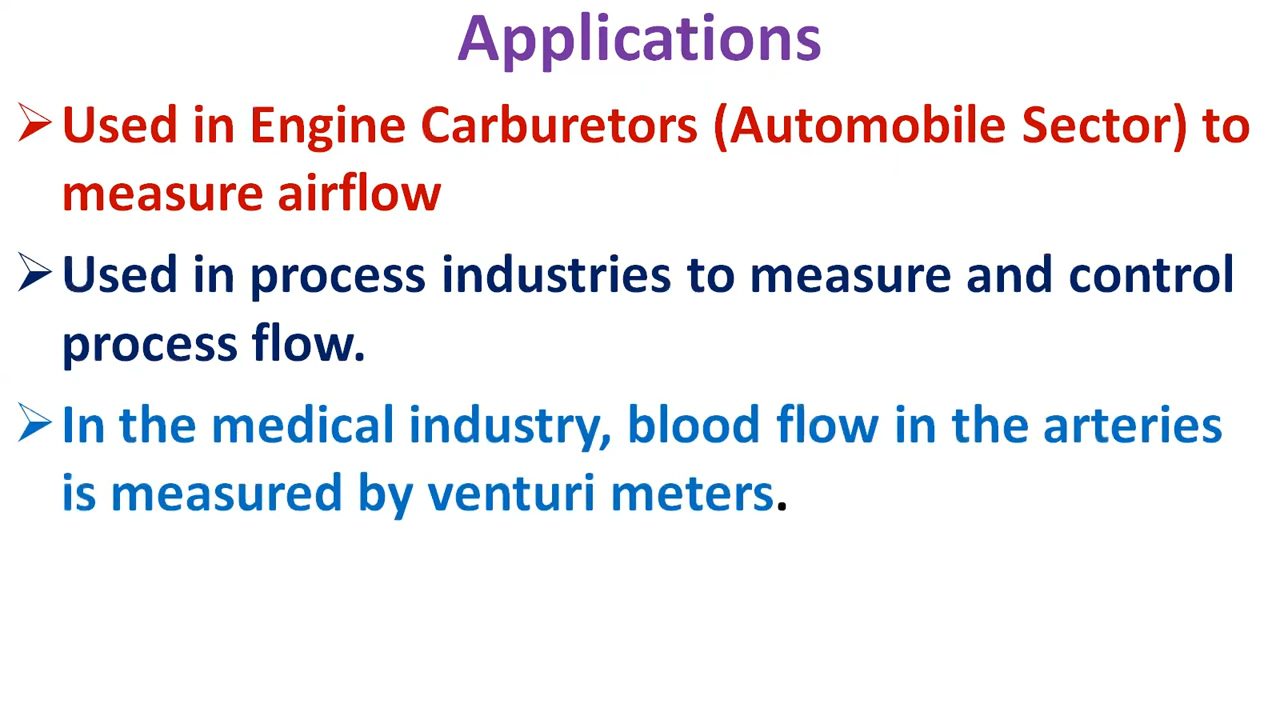 Applications
➢Used in Engine Carburetors (Automobile Sector) to
measure airflow
➢Used in process industries to measure and control
process flow.
➢In the medical industry, blood flow in the arteries
is measured by venturi meters.